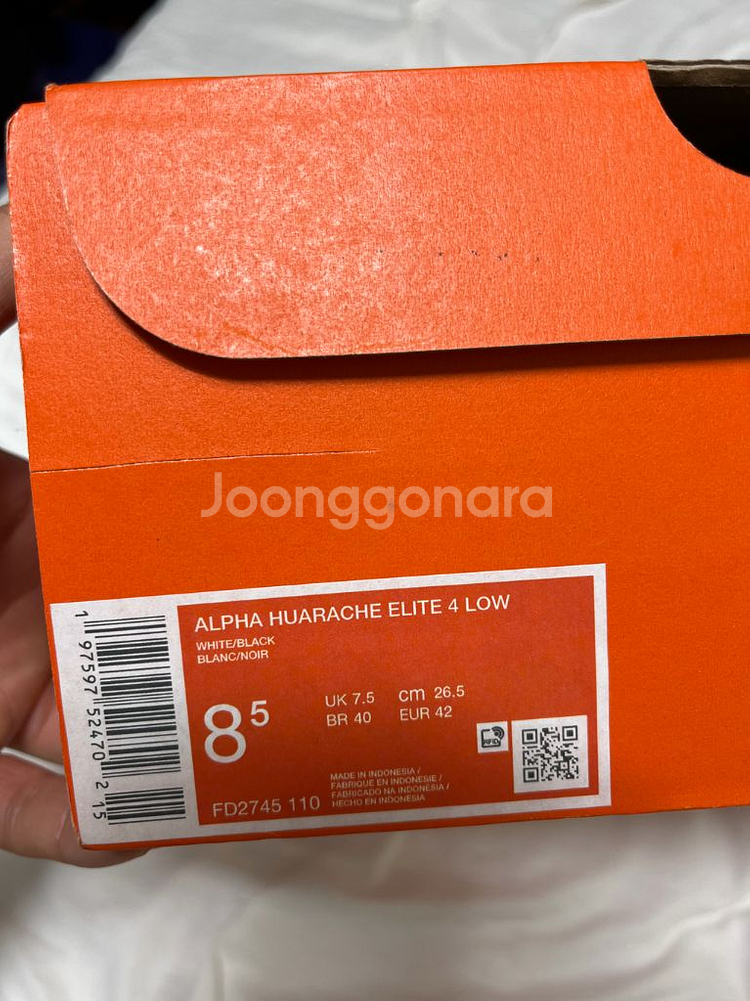 Joonggonara
ALPHA HUARACHE ELITE 4 LOW
WHITE/BLACK
BLANC/NOIR
8⁵
UK 7.5 cm 26.5
BR 40 EUR 42
MADE IN INDONESIA /
FABRIQUE EN INDONESIE /
FABRICADO NA INDONÉSIA /
HECHO EN INDONESIA
FD2745 110
1 97597 52470 2 15